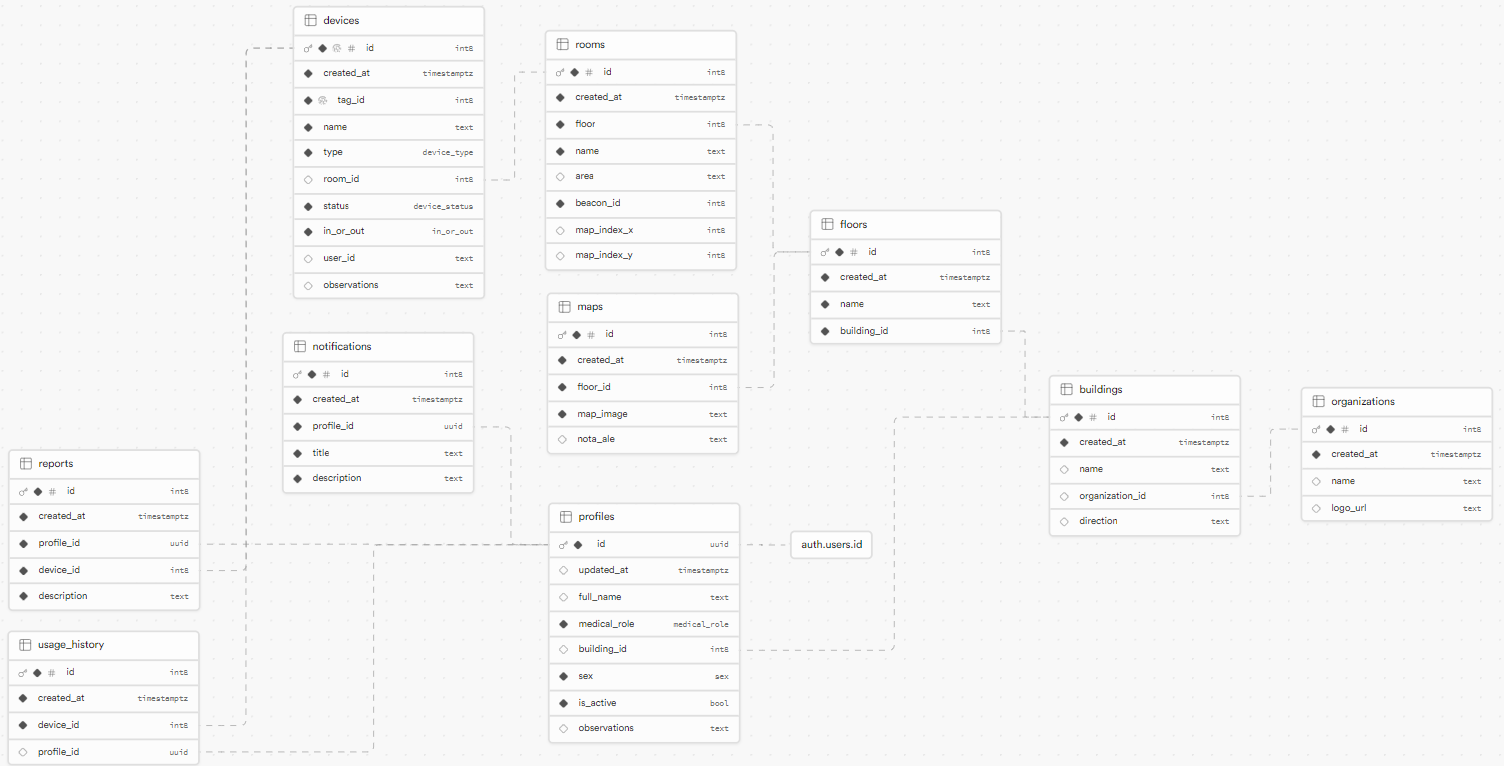 devices
id int8
created_at timestamptz
tag_id int8
name text
type device_type
room_id int8
status device_status
in_or_out in_or_out
user_id text
observations text
rooms
id int8
created_at timestamptz
floor int8
name text
area text
beacon_id int8
map_index_x int8
map_index_y int8
floors
id int8
created_at timestamptz
name text
building_id int8
maps
id int8
created_at timestamptz
floor_id int8
map_image text
nota_ale text
notifications
id int8
created_at timestamptz
profile_id uuid
title text
description text
buildings
id int8
created_at timestamptz
name text
organization_id int8
direction text
organizations
id int8
created_at timestamptz
name text
logo_url text
reports
id int8
created_at timestamptz
profile_id uuid
device_id int8
description text
profiles
id uuid
updated_at timestamptz
full_name text
medical_role medical_role
building_id int8
sex sex
is_active bool
observations text
auth.users.id
usage_history
id int8
created_at timestamptz
device_id int8
profile_id uuid